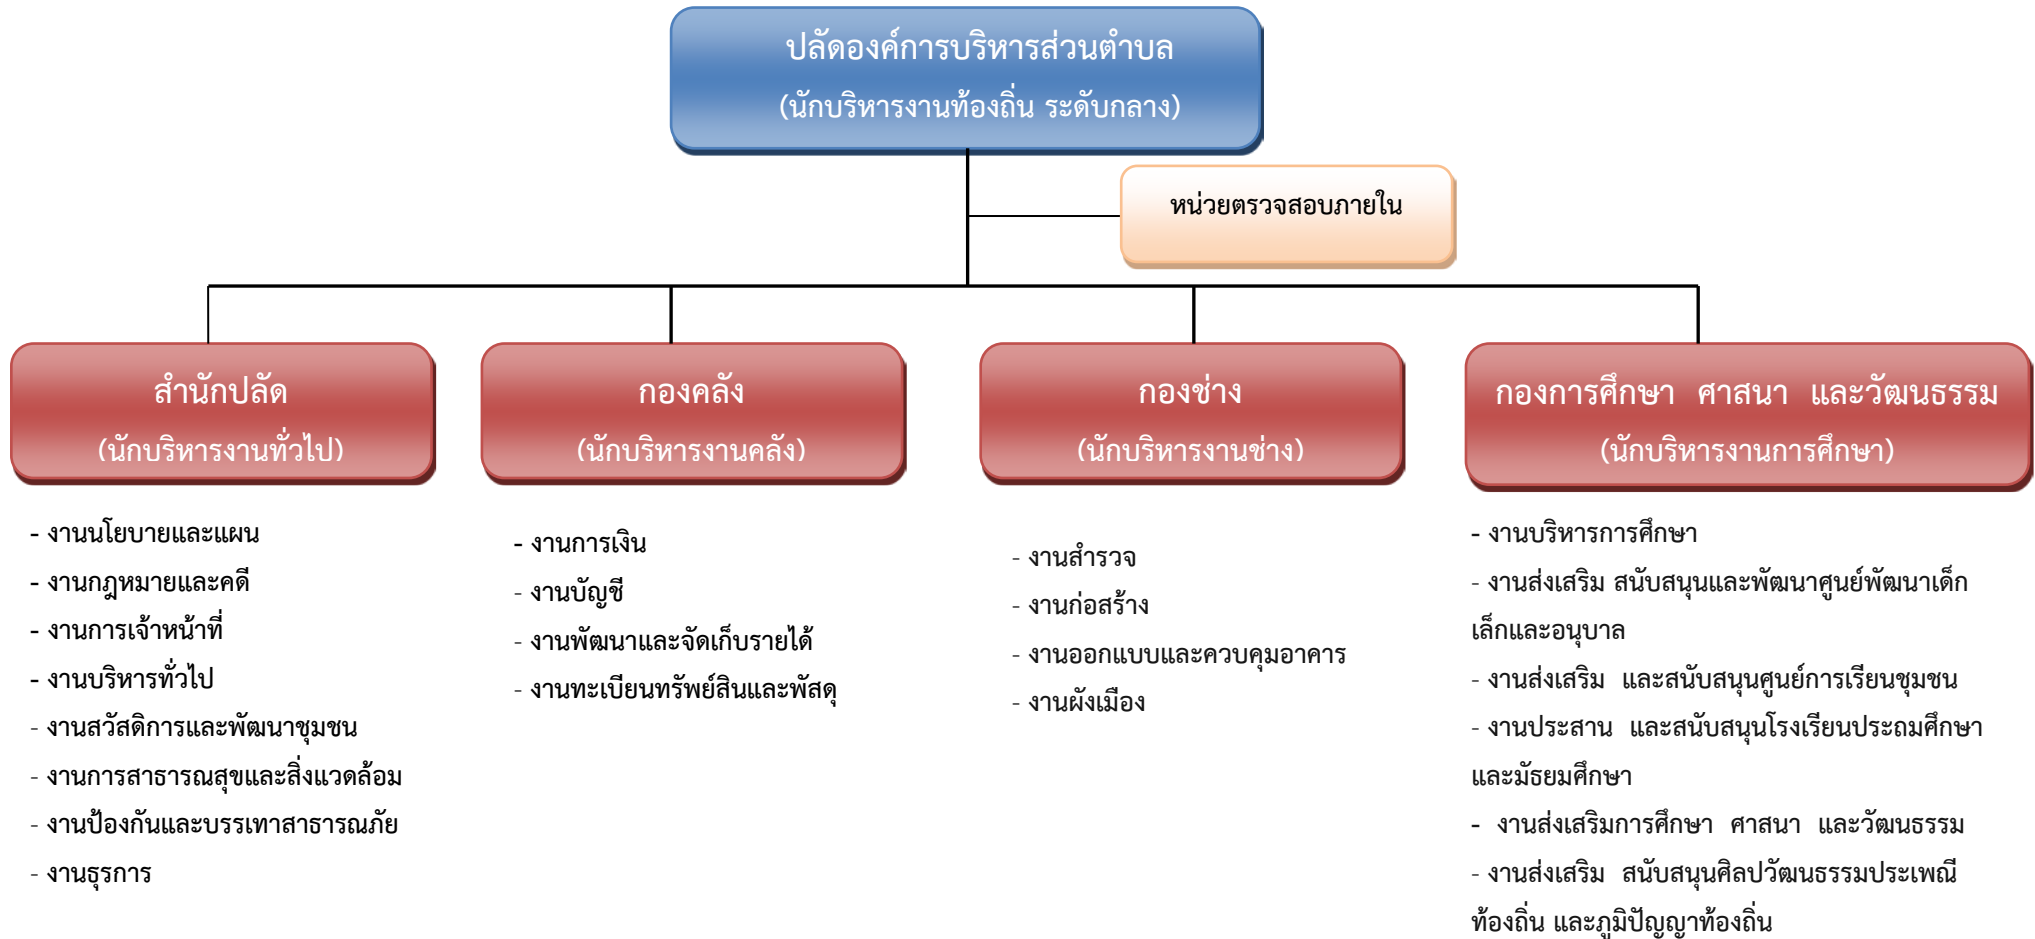 ปลัดองค์การบริหารส่วนตำบล
(นักบริหารงานท้องถิ่น ระดับกลาง)
หน่วยตรวจสอบภายใน
สำนักปลัด
(นักบริหารงานทั่วไป)
กองคลัง
(นักบริหารงานคลัง)
กองช่าง
(นักบริหารงานช่าง)
กองการศึกษา ศาสนา และวัฒนธรรม
(นักบริหารงานการศึกษา)
- งานนโยบายและแผน
- งานกฎหมายและคดี
- งานการเจ้าหน้าที่
- งานบริหารทั่วไป
- งานสวัสดิการและพัฒนาชุมชน
- งานการสาธารณสุขและสิ่งแวดล้อม
- งานป้องกันและบรรเทาสาธารณภัย
- งานธุรการ
- งานการเงิน
- งานบัญชี
- งานพัฒนาและจัดเก็บรายได้
- งานทะเบียนทรัพย์สินและพัสดุ
- งานสำรวจ
- งานก่อสร้าง
- งานออกแบบและควบคุมอาคาร
- งานผังเมือง
- งานบริหารการศึกษา
- งานส่งเสริม สนับสนุนและพัฒนาศูนย์พัฒนาเด็ก
เล็กและอนุบาล
- งานส่งเสริม และสนับสนุนศูนย์การเรียนชุมชน
- งานประสาน และสนับสนุนโรงเรียนประถมศึกษา
และมัธยมศึกษา
- งานส่งเสริมการศึกษา ศาสนา และวัฒนธรรม
- งานส่งเสริม สนับสนุนศิลปวัฒนธรรมประเพณี
ท้องถิ่น และภูมิปัญญาท้องถิ่น